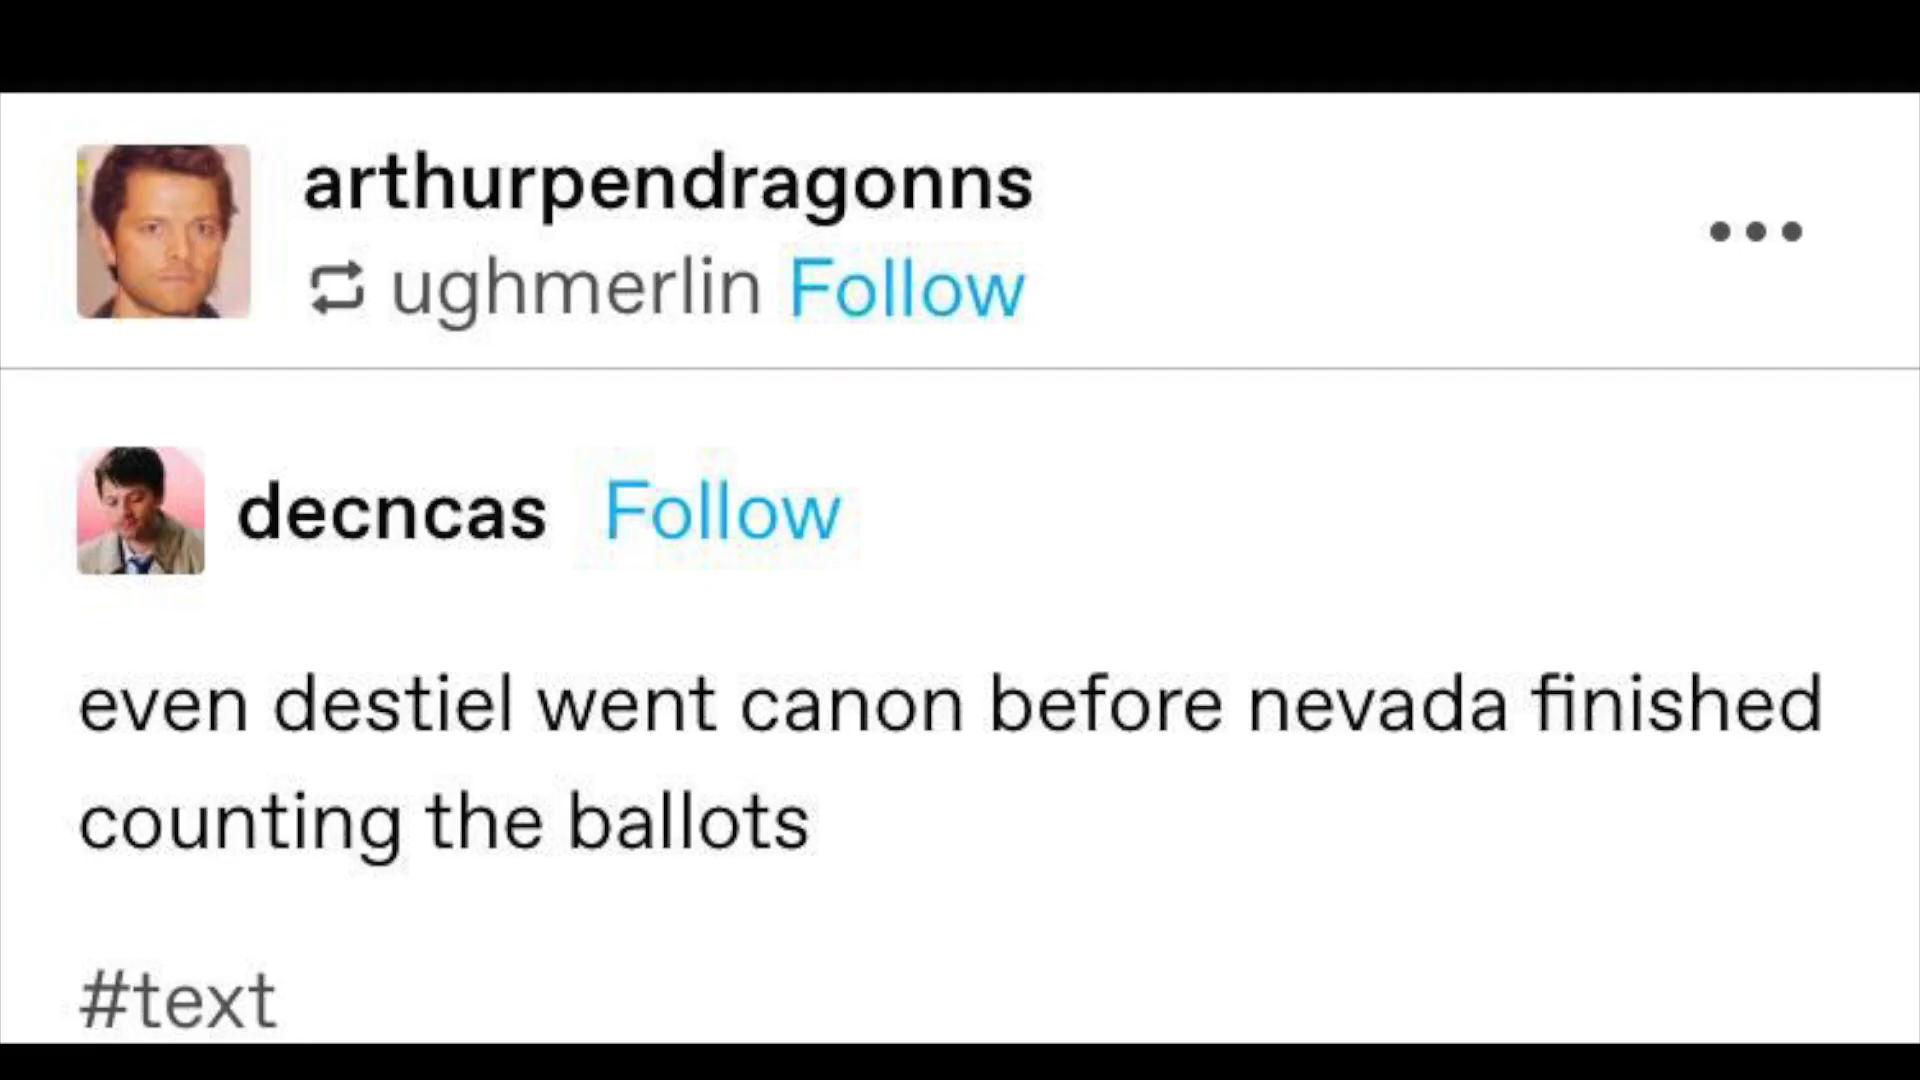 arthurpendragonns
ughmerlin Follow
decncas Follow
even destiel went canon before nevada finished
counting the ballots
#text